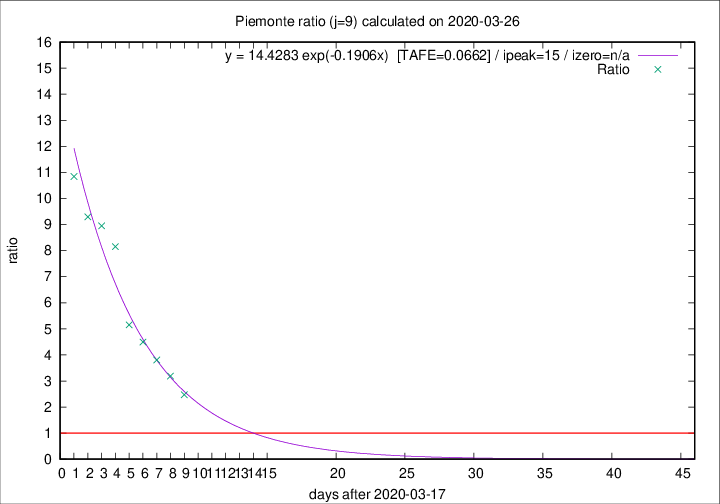 Piemonte ratio (j=9) calculated on 2020-03-26
y = 14.4283 exp(-0.1906x)  [TAFE=0.0662] / ipeak=15 / izero=n/a
Ratio
16
15
14
13
12
11
10
9
8
7
6
5
4
3
2
1
0
ratio
0 1 2 3 4 5 6 7 8 9 10 11 12 13 14 15 20 25 30 35 40 45
days after 2020-03-17